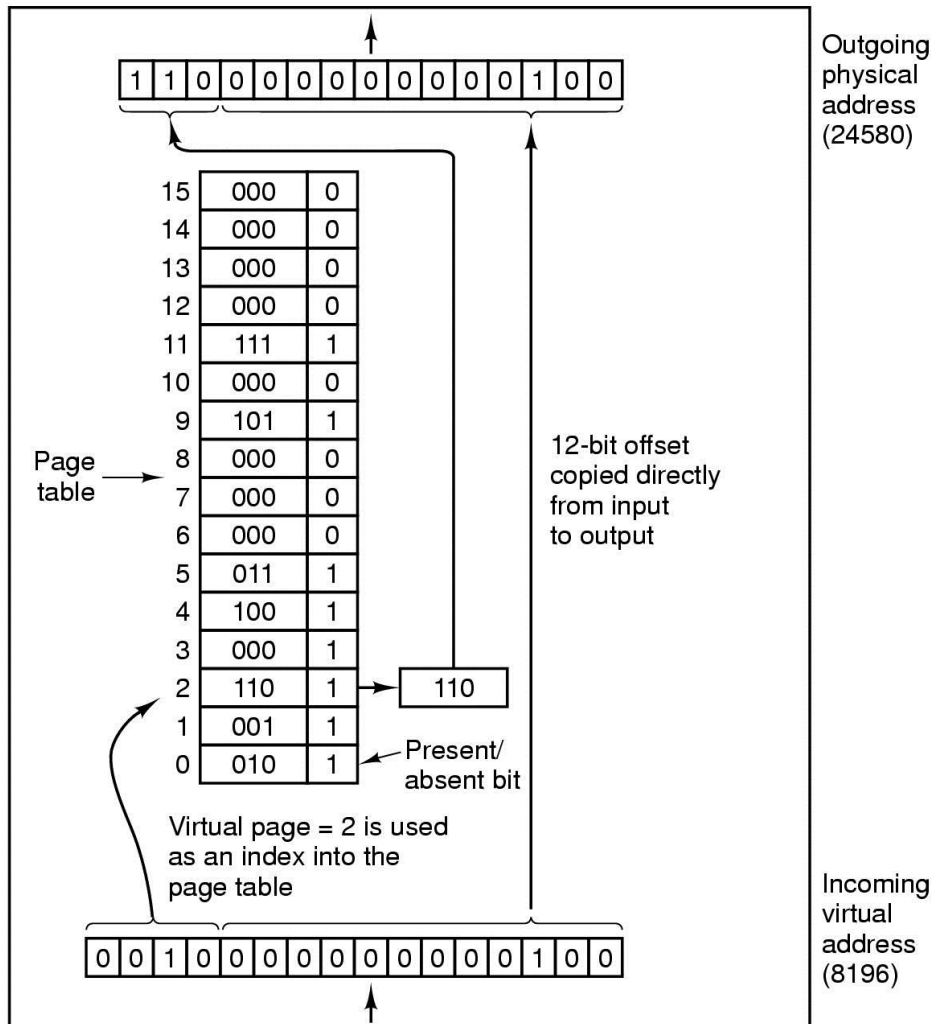 1 1 0 0 0 0 0 0 0 0 0 0 1 0 0
Outgoing
physical
address
(24580)
15 000 0
14 000 0
13 000 0
12 000 0
11 111 1
10 000 0
9 101 1
8 000 0
7 000 0
6 000 0
5 011 1
4 100 1
3 000 1
2 110 1 110
1 001 1
0 010 1
Page
table
12-bit offset
copied directly
from input
to output
Present/
absent bit
Virtual page = 2 is used
as an index into the
page table
0 0 1 0 0 0 0 0 0 0 0 0 0 1 0 0
Incoming
virtual
address
(8196)